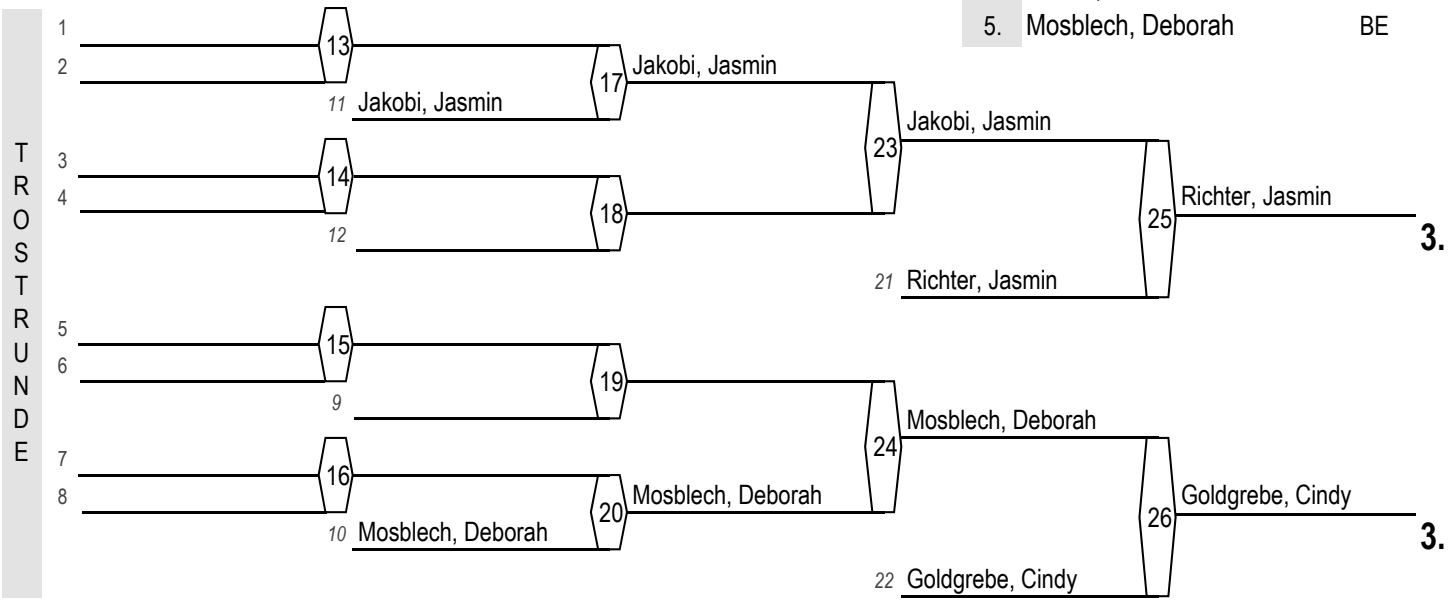 5. Mosblech, Deborah BE
TROSTRUNDE
1
13
2
17 Jakobi, Jasmin
11 Jakobi, Jasmin
23 Jakobi, Jasmin
3
14
4
18
12
25 Richter, Jasmin
3.
21 Richter, Jasmin
5
15
6
19
9
24 Mosblech, Deborah
7
16
8
20 Mosblech, Deborah
10 Mosblech, Deborah
26 Goldgrebe, Cindy
3.
22 Goldgrebe, Cindy